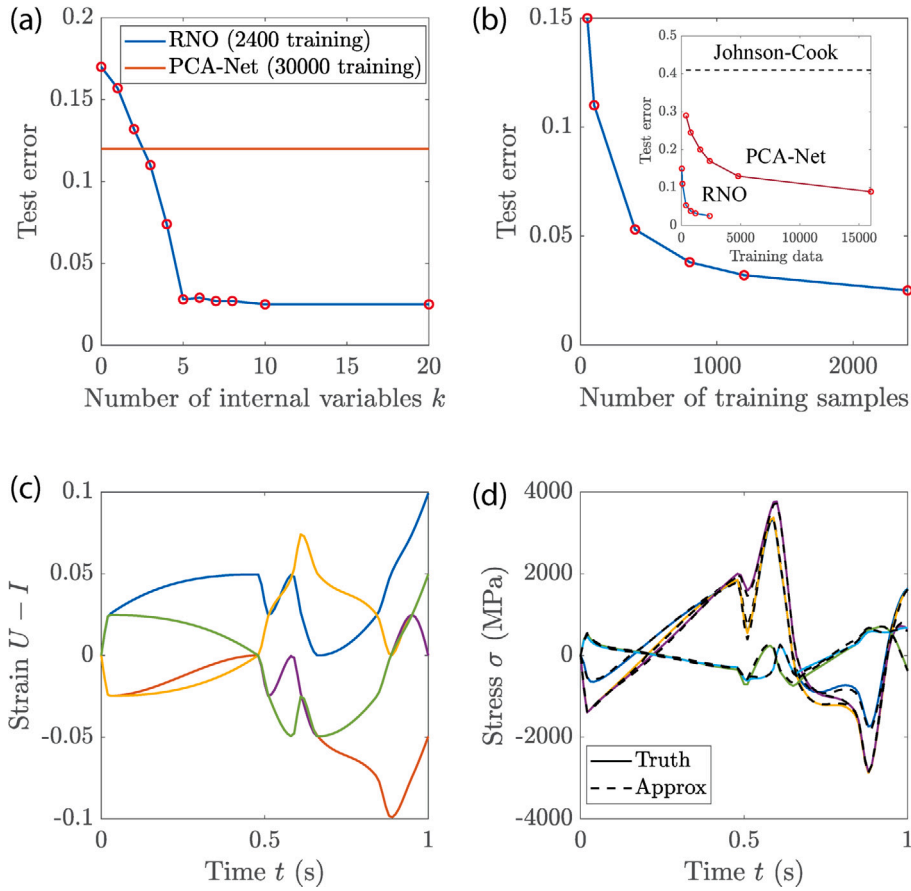 (a)
0.2
0.15
0.1
0.05
0
Test error
RNO (2400 training)
PCA-Net (30000 training)
0 5 10 15 20
Number of internal variables k
(b)
0.15
0.1
0.05
0
Test error
0.5
0.4
0.3
0.2
0.1
0
Test error
Johnson-Cook
PCA-Net
RNO
0 5000 10000 15000
Training data
0 1000 2000
Number of training samples
(c)
0.1
0.05
0
-0.05
-0.1
Strain U − I
0 0.5 1
Time t (s)
(d)
4000
2000
0
-2000
-4000
Stress σ (MPa)
Truth
Approx
0 0.5 1
Time t (s)